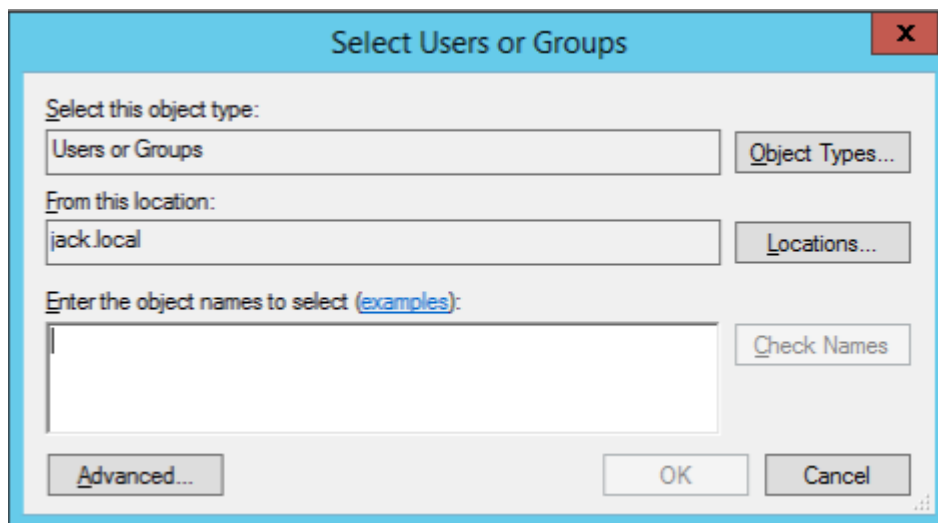 Select Users or Groups
x
Select this object type:
Users or Groups
Object Types...
From this location:
jack.local
Locations...
Enter the object names to select (examples):
Check Names
Advanced...
OK
Cancel